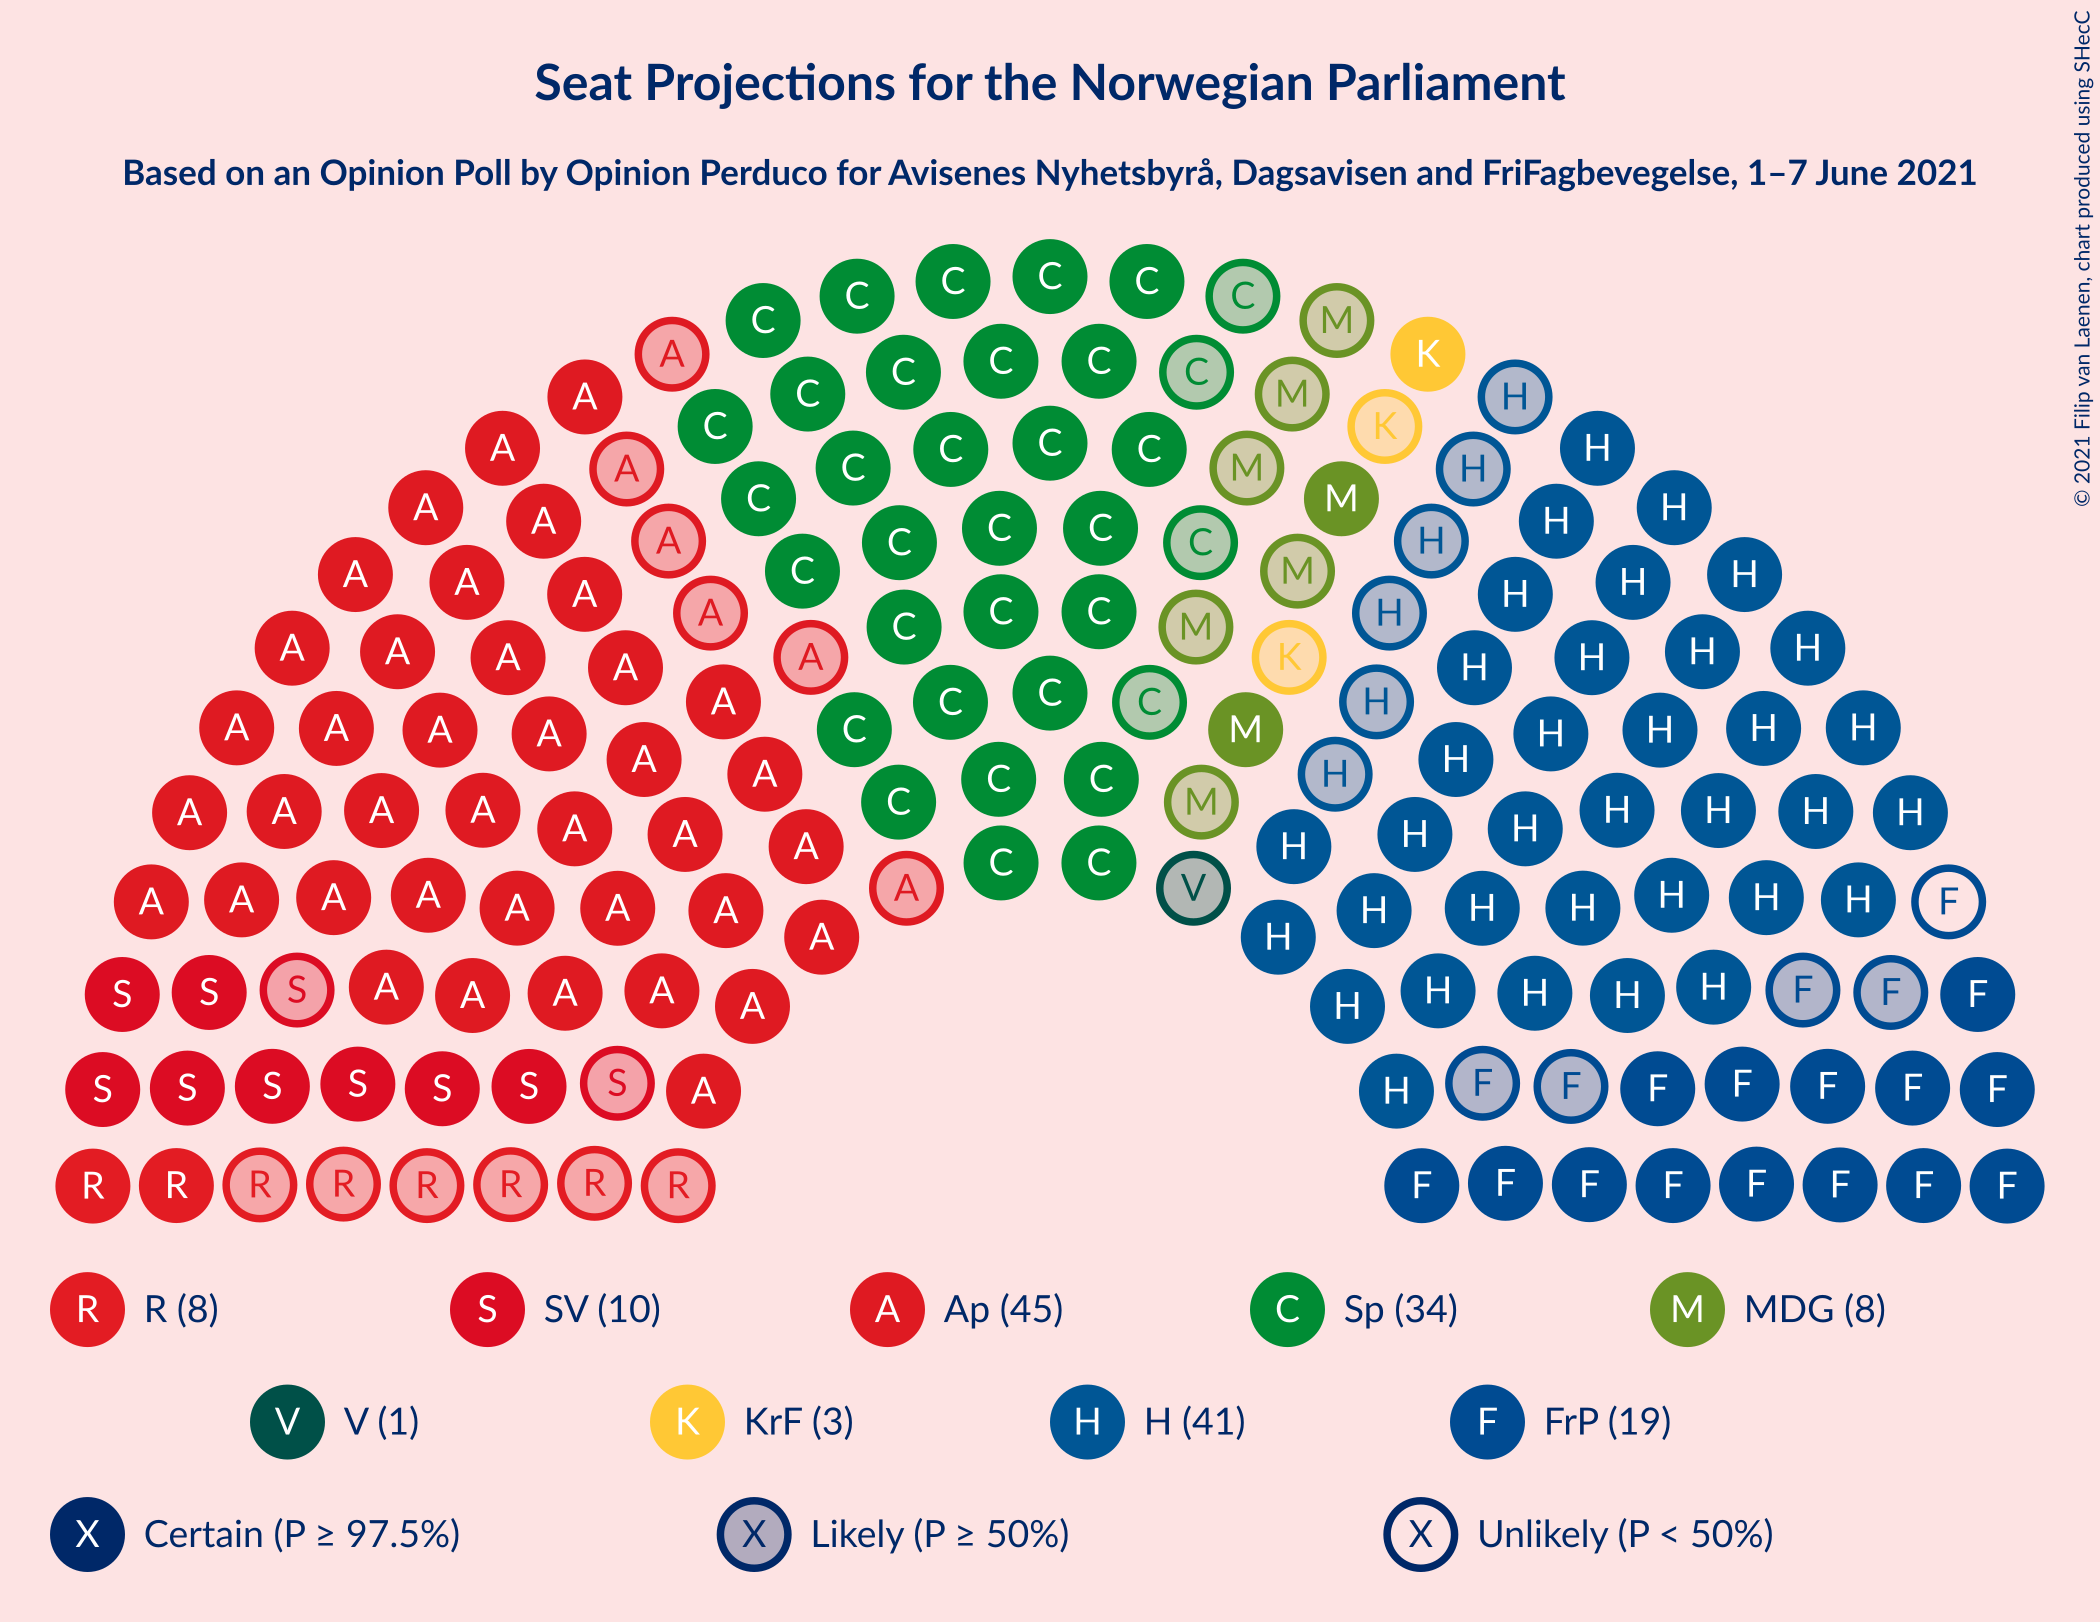 Seat Projections for the Norwegian Parliament
Based on an Opinion Poll by Opinion Perduco for Avisenes Nyhetsbyrå, Dagsavisen and FriFagbevegelse, 1–7 June 2021
© 2021 Filip van Laenen, chart produced using SHecC
C C C C C
C C C M
A C C C C C M K
A C C C C M K H
A A C C C C M M H H
A A A C C C C C M H H H
A A A A C C C C M K H H H H
A A A A A C C C M H H H H H
A A A A A A C C M H H H H H H
A A A A A A A A C C V H H H H H H H F
S S S A A A A A H H H H H F F F
S S S S S S S A H F F F F F F F
R R R R R R R R F F F F F F F F
R R (8) S SV (10) A Ap (45) C Sp (34) M MDG (8)
V V (1) K KrF (3) H H (41) F FrP (19)
X Certain (P ≥ 97.5%) X Likely (P ≥ 50%) X Unlikely (P < 50%)